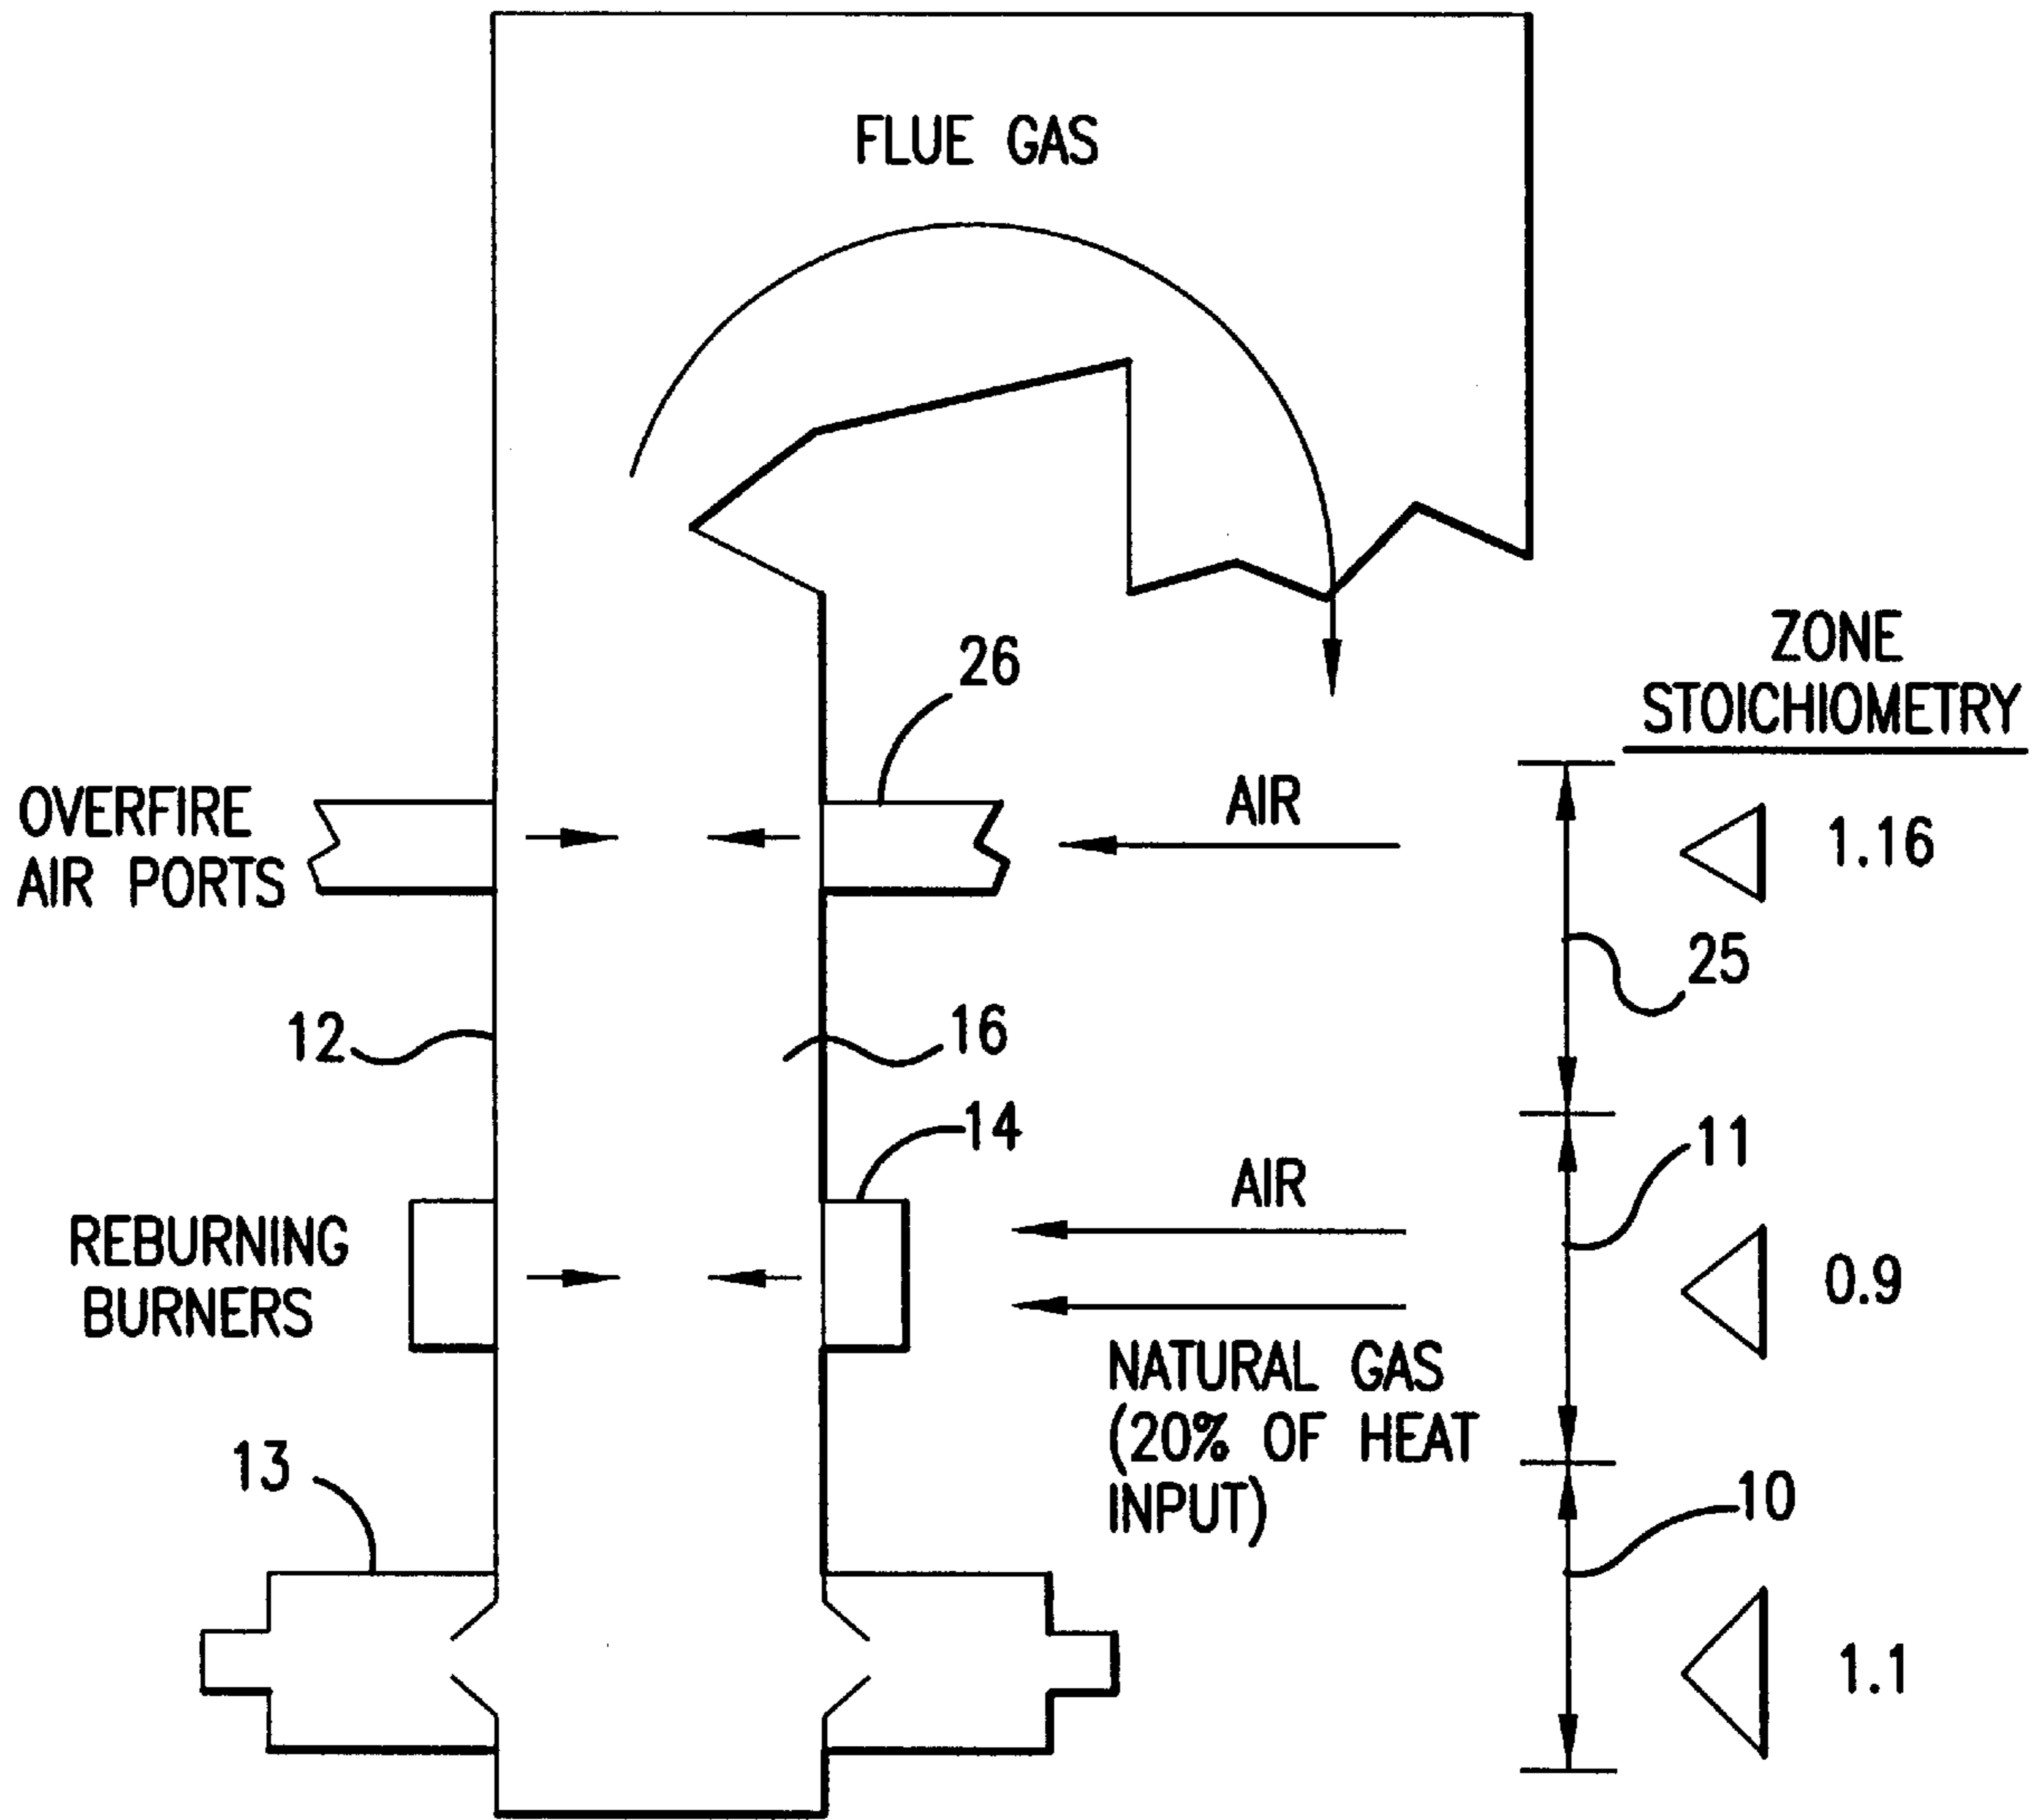 FLUE GAS
26
ZONE
STOICHIOMETRY
OVERFIRE
AIR PORTS
AIR
1.16
25
12
16
14
11
REBURNING
BURNERS
AIR
0.9
NATURAL GAS
(20% OF HEAT
INPUT)
13
10
1.1